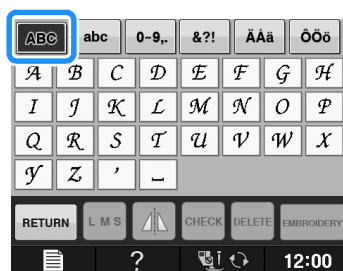 ABC abc 0~9,. &?! ÄÅä ÔÖö
A B C D E F G H
I J K L M N O P
Q R S T U V W X
Y Z ' _
RETURN L M S CHECK DELETE EMBROIDERY
? 12:00